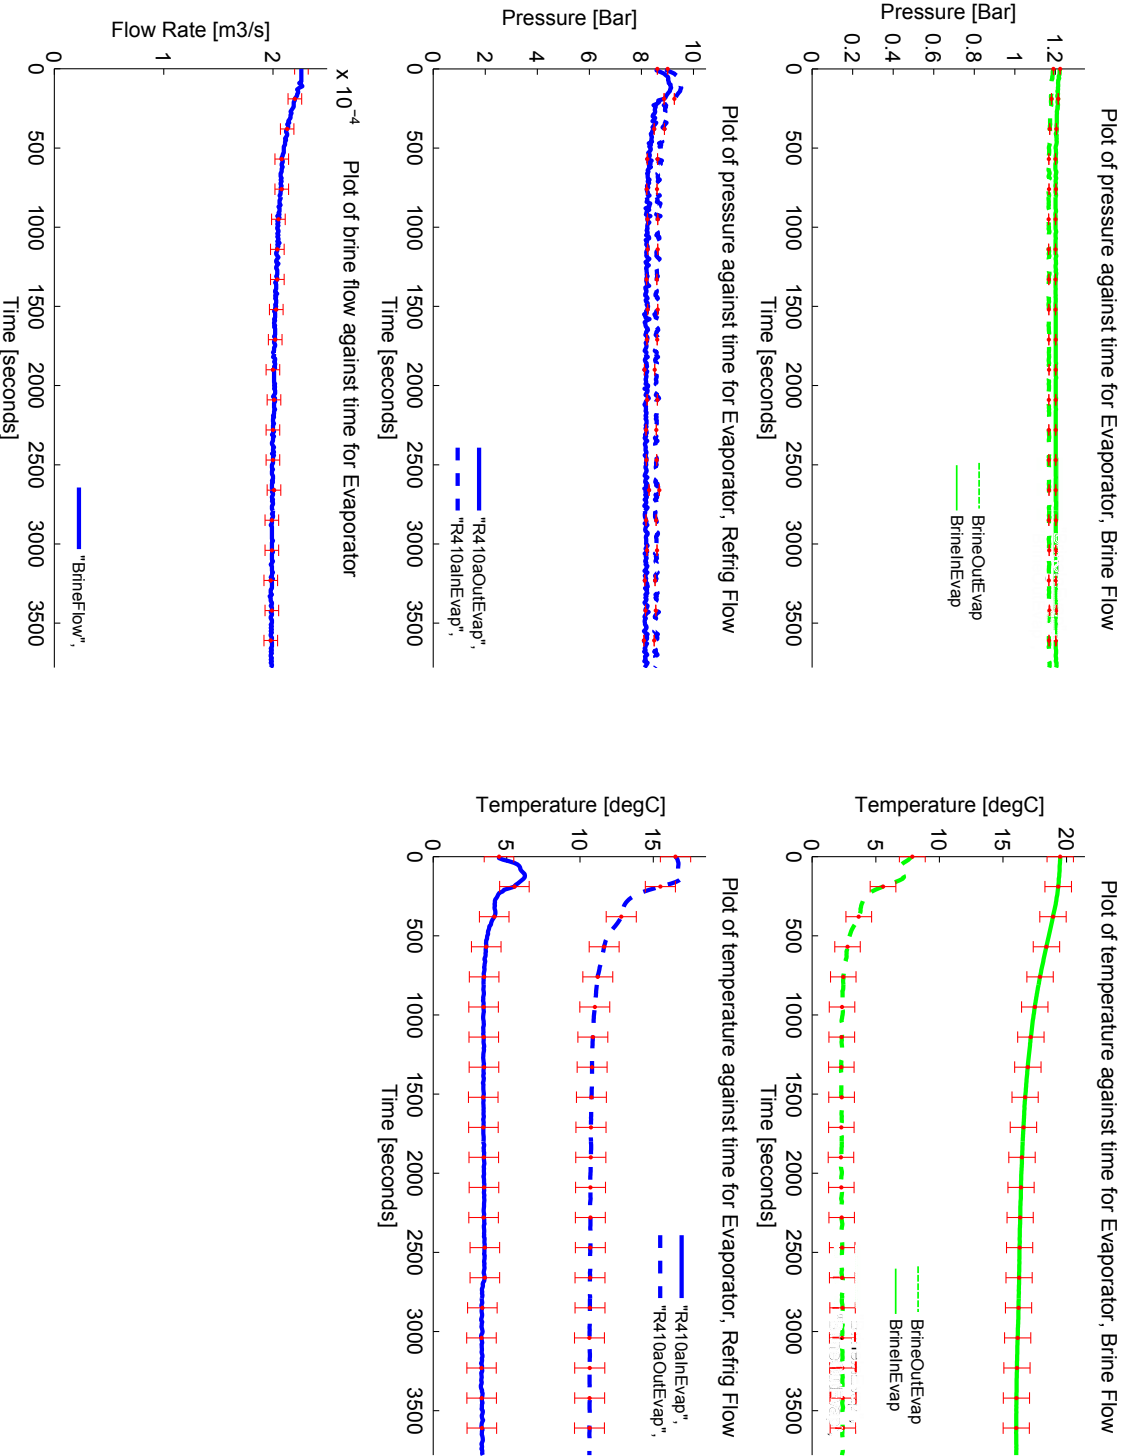 Plot of pressure against time for Evaporator, Brine Flow
Pressure [Bar]
1.2
1
0.8
0.6
0.4
0.2
0
0
500
1000
1500
2000
2500
3000
3500
Time [seconds]
BrineOutEvap
BrineInEvap
Plot of temperature against time for Evaporator, Brine Flow
Temperature [degC]
20
15
10
5
0
0
500
1000
1500
2000
2500
3000
3500
Time [seconds]
BrineOutEvap
BrineInEvap
Plot of pressure against time for Evaporator, Refrig Flow
Pressure [Bar]
10
8
6
4
2
0
0
500
1000
1500
2000
2500
3000
3500
Time [seconds]
"R410aOutEvap",
"R410aInEvap",
Plot of temperature against time for Evaporator, Refrig Flow
Temperature [degC]
15
10
5
0
0
500
1000
1500
2000
2500
3000
3500
Time [seconds]
"R410aInEvap",
"R410aOutEvap",
x 10⁻⁴
Plot of brine flow against time for Evaporator
Flow Rate [m3/s]
2
1
0
0
500
1000
1500
2000
2500
3000
3500
Time [seconds]
"BrineFlow",